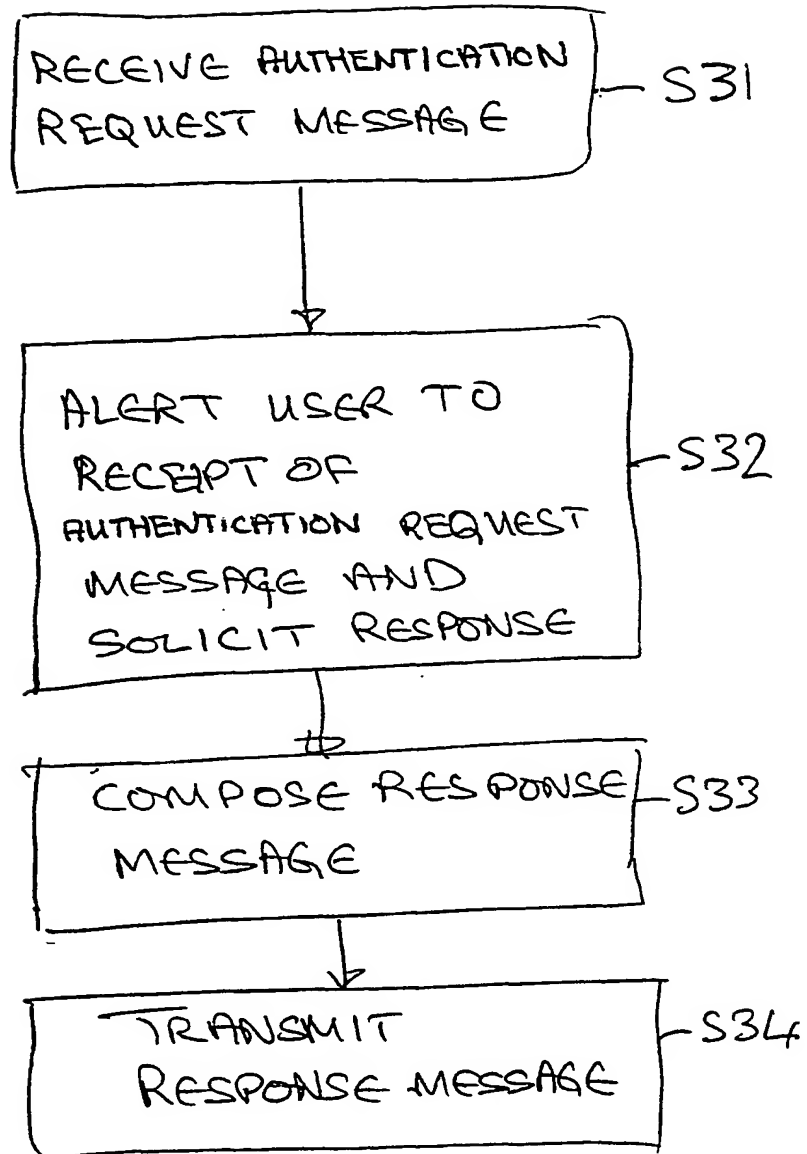 RECEIVE AUTHENTICATION
REQUEST MESSAGE
S31
ALERT USER TO
RECEIPT OF
AUTHENTICATION REQUEST
MESSAGE AND
SOLICIT RESPONSE
S32
COMPOSE RESPONSE
MESSAGE
S33
TRANSMIT
RESPONSE MESSAGE
S34